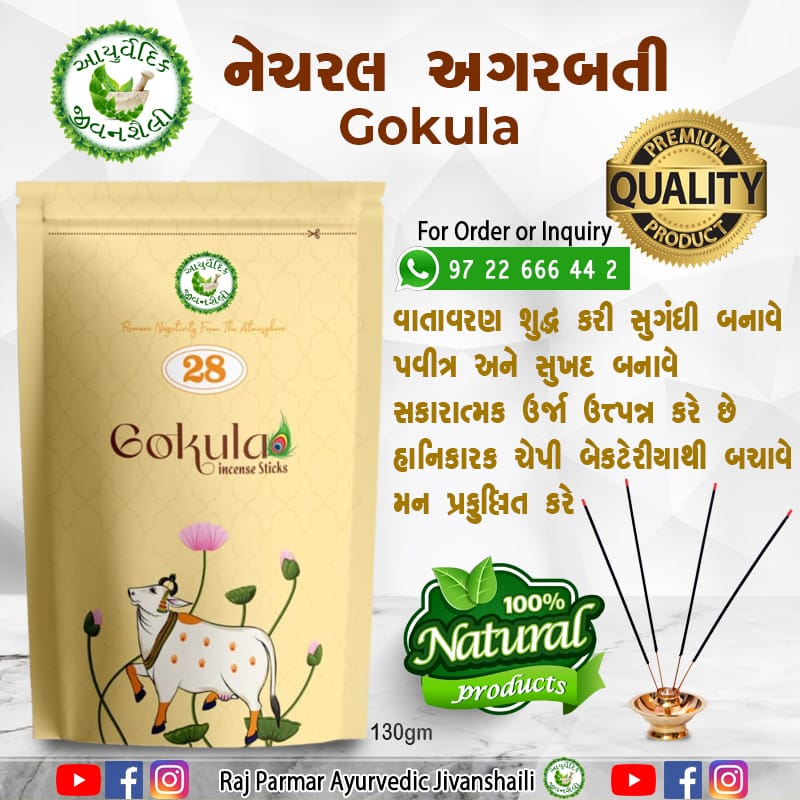 આયુર્વેદિક
જીવનશૈલી
નેચરલ અગરબતી
Gokula
PREMIUM
QUALITY
PRODUCT
For Order or Inquiry
97 22 666 44 2
આયુર્વેદિક
જીવનશૈલી
Remove Negativity From The Atmosphere
28
Gokula
incense Sticks
વાતાવરણ શુદ્ધ કરી સુગંધી બનાવે
પવીત્ર અને સુખદ બનાવે
સકારાત્મક ઉર્જા ઉત્ત્પન્ન કરે છે
હાનિકારક ચેપી બેકટેરીયાથી બચાવે
મન પ્રફુલ્લિત કરે
100%
Natural
products
130gm
Raj Parmar Ayurvedic Jivanshaili